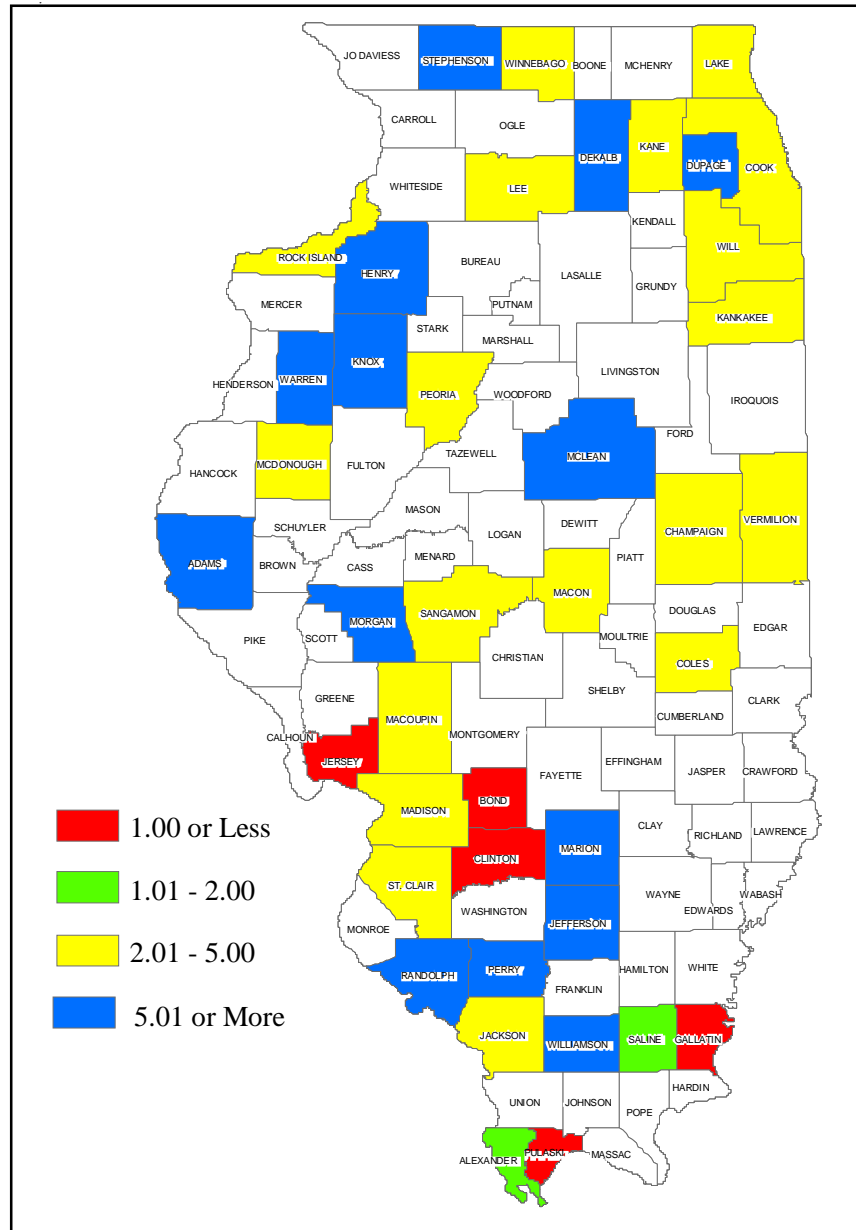 JO DAVIESS STEPHENSON WINNEBAGO BOONE MCHENRY LAKE
CARROLL OGLE DEKALB KANE DUPAGE COOK
WHITESIDE LEE
KENDALL
ROCK ISLAND HENRY BUREAU LASALLE GRUNDY WILL
MERCER PUTNAM KANKAKEE
STARK MARSHALL
HENDERSON WARREN KNOX PEORIA WOODFORD LIVINGSTON IROQUOIS
FORD
HANCOCK MCDONOUGH FULTON TAZEWELL MCLEAN
MASON
SCHUYLER LOGAN DEWITT CHAMPAIGN VERMILION
ADAMS BROWN CASS MENARD PIATT
MACON
PIKE SCOTT MORGAN SANGAMON DOUGLAS EDGAR
MOULTRIE
CHRISTIAN COLES
SHELBY
GREENE CLARK
MACOUPIN CUMBERLAND
CALHOUN MONTGOMERY
JERSEY FAYETTE EFFINGHAM JASPER CRAWFORD
MADISON BOND
CLAY RICHLAND LAWRENCE
CLINTON MARION
ST. CLAIR WAYNE WABASH
WASHINGTON EDWARDS
MONROE JEFFERSON
RANDOLPH PERRY HAMILTON WHITE
FRANKLIN
JACKSON WILLIAMSON SALINE GALLATIN
HARDIN
UNION JOHNSON POPE
ALEXANDER PULASKI MASSAC
1.00 or Less
1.01 - 2.00
2.01 - 5.00
5.01 or More